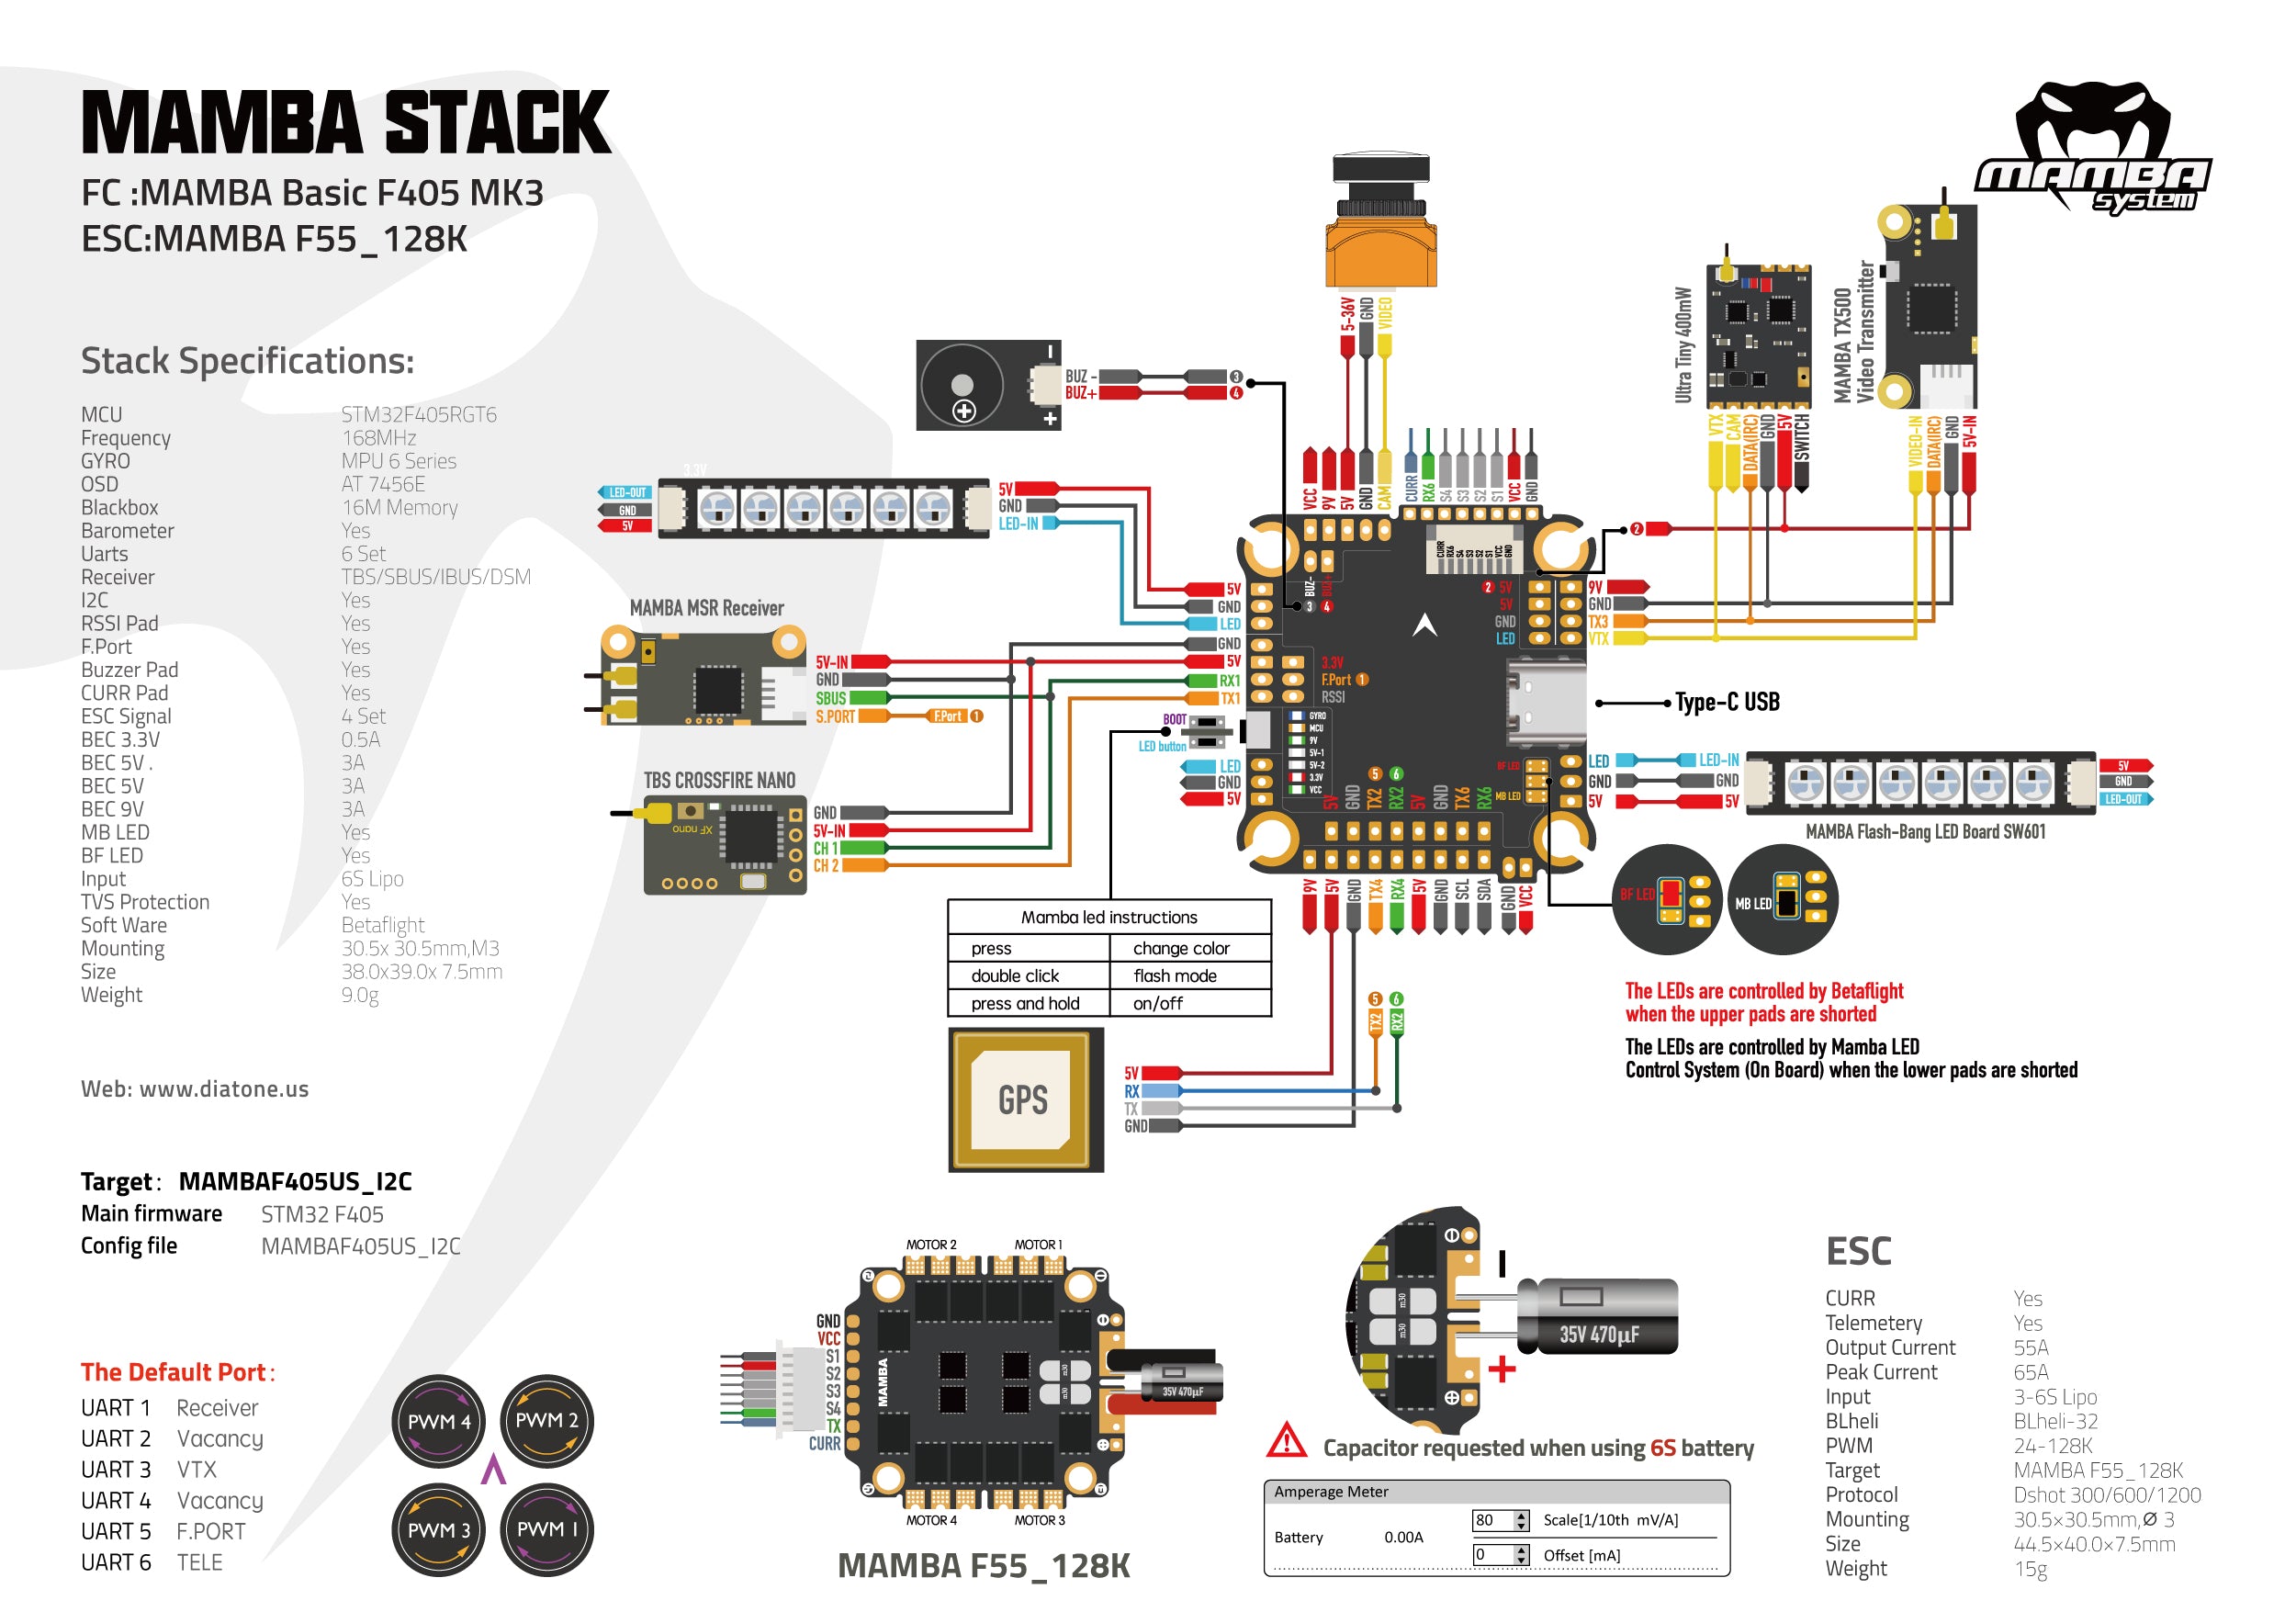 MAMBA STACK
FC :MAMBA Basic F405 MK3
ESC:MAMBA F55_128K
MAMBA
system
Stack Specifications:
MCU STM32F405RGT6
Frequency 168MHz
GYRO MPU 6 Series
OSD AT 7456E
Blackbox 16M Memory
Barometer Yes
Uarts 6 Set
Receiver TBS/SBUS/IBUS/DSM
I2C Yes
RSSI Pad Yes
F.Port Yes
Buzzer Pad Yes
CURR Pad Yes
ESC Signal 4 Set
BEC 3.3V 0.5A
BEC 5V . 3A
BEC 5V 3A
BEC 9V 3A
MB LED Yes
BF LED Yes
Input 6S Lipo
TVS Protection Yes
Soft Ware Betaflight
Mounting 30.5x 30.5mm,M3
Size 38.0x39.0x 7.5mm
Weight 9.0g
Web: www.diatone.us
Target: MAMBAF405US_I2C
Main firmware STM32 F405
Config file MAMBAF405US_I2C
The Default Port:
UART 1 Receiver
UART 2 Vacancy
UART 3 VTX
UART 4 Vacancy
UART 5 F.PORT
UART 6 TELE
PWM 4
PWM 2
PWM 3
PWM 1
BUZ - 3
BUZ+ 4
3.3V
LED-OUT
GND
5V
5V
GND
LED-IN
MAMBA MSR Receiver
5V-IN
GND
SBUS
S.PORT F.Port 1
TBS CROSSFIRE NANO
XF nano
GND
5V-IN
CH 1
CH 2
5-36V
GND
VIDEO
VCC
9V
5V
GND
CAM
CURR
RX6
S4
S3
S2
S1
VCC
GND
CURR
RX6
S4
S3
S2
S1
VCC
GND
5V
GND
LED
GND
5V
RX1
TX1
BOOT
LED button
LED
GND
5V
BUZ-
BUZ+
3 4
3.3V
F.Port 1
RSSI
GYRO
MCU
9V
5V-1
5V-2
3.3V
VCC
2 5V
5V
GND
LED
9V
GND
TX3
VTX
2
5 6
5V
GND
TX2
RX2
5V
GND
TX6
RX6
BF LED
MB LED
9V
5V
GND
TX4
RX4
5V
GND
SCL
SDA
GND
VCC
Ultra Tiny 400mW
VTX
CAM
DATA(IRC)
GND
5V
SWITCH
MAMBA TX500
Video Transmitter
VIDEO-IN
DATA(IRC)
GND
5V-IN
Type-C USB
LED LED-IN
GND GND
5V 5V
5V
GND
LED-OUT
MAMBA Flash-Bang LED Board SW601
BF LED
MB LED
The LEDs are controlled by Betaflight
when the upper pads are shorted
The LEDs are controlled by Mamba LED
Control System (On Board) when the lower pads are shorted
Mamba led instructions
press change color
double click flash mode
press and hold on/off
GPS
5 6
TX2
RX2
5V
RX
TX
GND
MOTOR 2 MOTOR 1
GND
VCC
S1
S2
S3
S4
TX
CURR
MAMBA
m30
m30
35V 470μF
MOTOR 4 MOTOR 3
MAMBA F55_128K
m30
m30
35V 470μF
Capacitor requested when using 6S battery
Amperage Meter
Battery 0.00A
80 Scale[1/10th mV/A]
0 Offset [mA]
ESC
CURR Yes
Telemetery Yes
Output Current 55A
Peak Current 65A
Input 3-6S Lipo
BLheli BLheli-32
PWM 24-128K
Target MAMBA F55_128K
Protocol Dshot 300/600/1200
Mounting 30.5×30.5mm,Ø 3
Size 44.5×40.0×7.5mm
Weight 15g